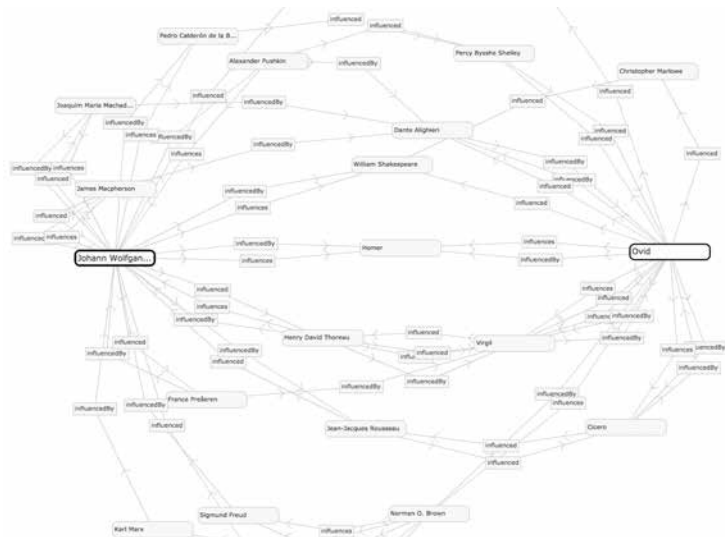 influenced
influenced
Pedro Calderón de la B...
Percy Bysshe Shelley
Alexander Pushkin
influencedBy
Christopher Marlowe
influenced
influenced
influenced
Joaquim Maria Machad...
influencedBy
influenced
influencedBy
influences
Dante Alighieri
influenced
influenced
influenced
influencedBy
influences
William Shakespeare
influencedBy
influences
influenced
influencedBy
influenced
influencedBy
James Macpherson
influencedBy
influences
influenced
influenced
influences
Johann Wolfgan...
influencedBy
influences
Homer
influences
influencedBy
Ovid
influenced
influences
influencedBy
influences
influenced
influencedBy
Henry David Thoreau
influenced
influenced
Virgil
influencedBy
influenced
influencedBy
influenced
influencedBy
influenced
influencedBy
influencedBy
France Prešeren
influencedBy
influencedBy
influenced
influencedBy
influences
Jean-Jacques Rousseau
influenced
influenced
Cicero
Karl Marx
Sigmund Freud
influences
Norman O. Brown